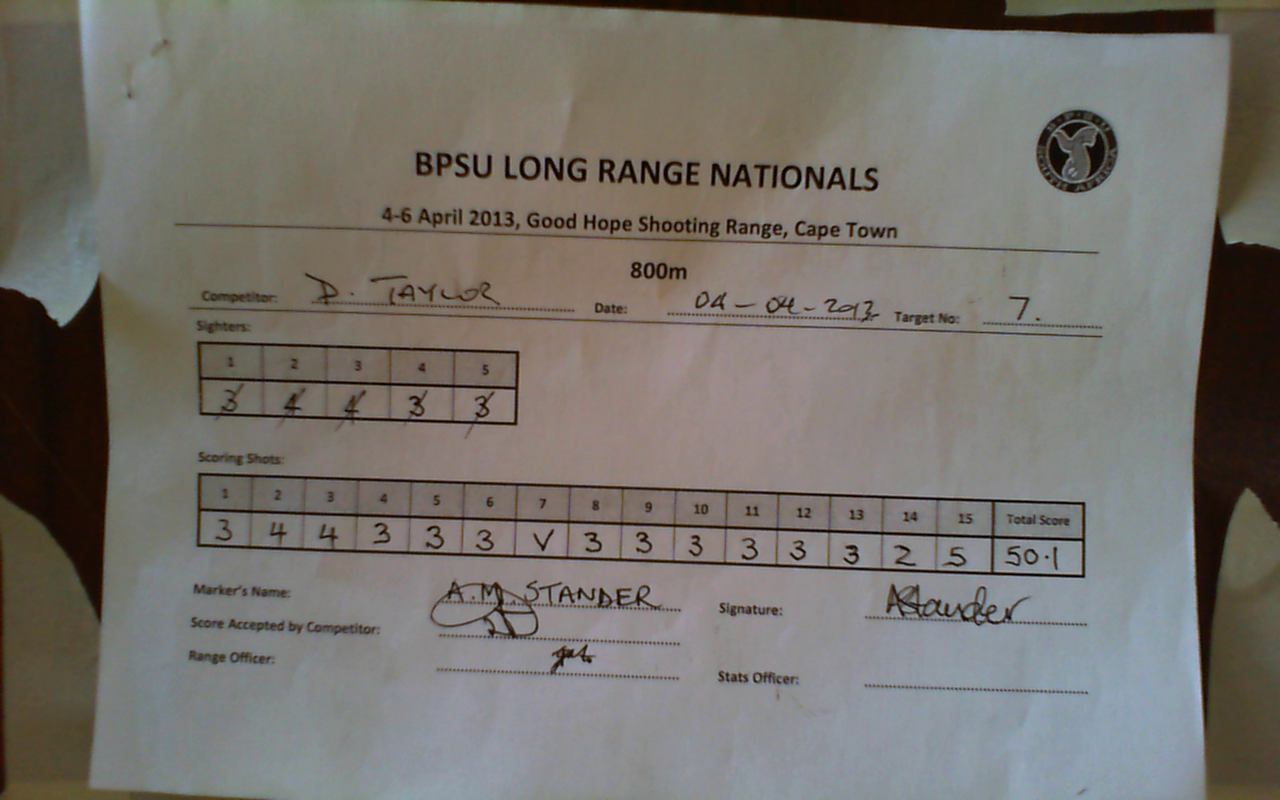 B·P·S·U
SOUTH AFRICA
BPSU LONG RANGE NATIONALS
4-6 April 2013, Good Hope Shooting Range, Cape Town
800m
Competitor: D. TAYLOR Date: 04-04-2013 Target No: 7.
Sighters:
1 2 3 4 5
3 4 4 3 3
Scoring Shots:
1 2 3 4 5 6 7 8 9 10 11 12 13 14 15 Total Score
3 4 4 3 3 3 V 3 3 3 3 3 3 2 5 50·1
Marker's Name: A.M. STANDER Signature: AStander
Score Accepted by Competitor:
Range Officer:
Stats Officer: